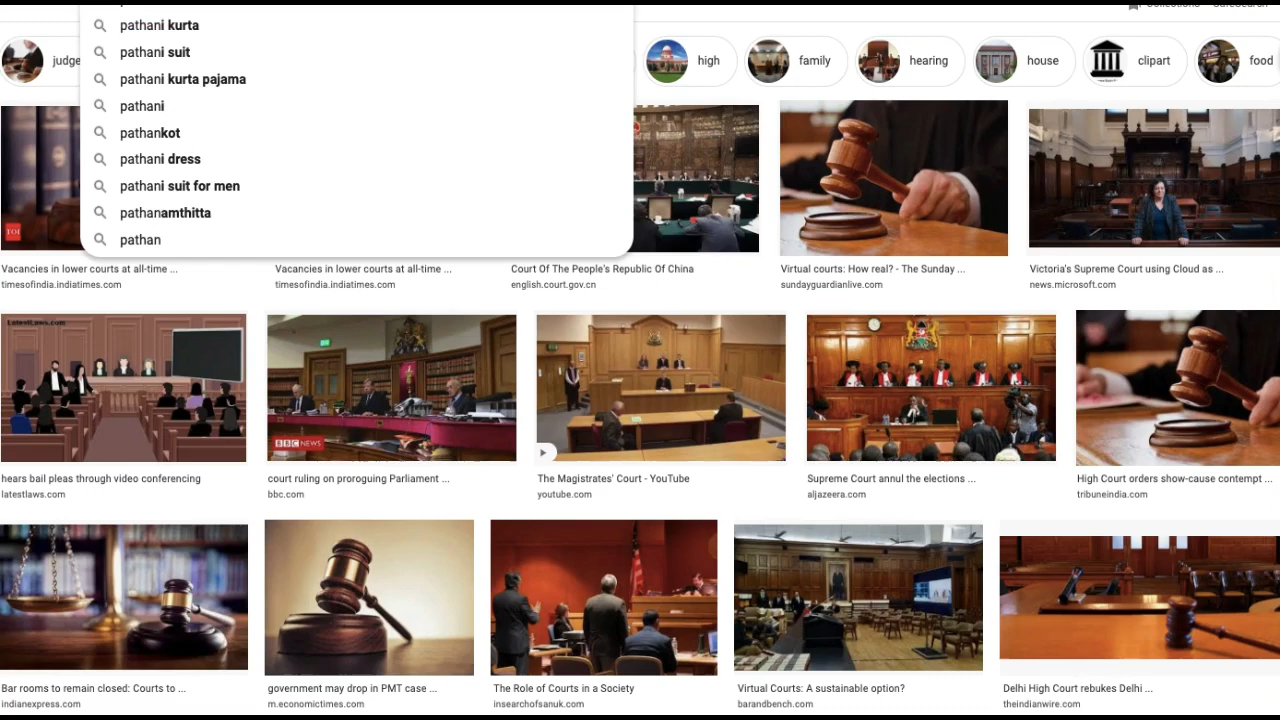 Collections SafeSearch
pathani kurta
pathani suit
pathani kurta pajama
pathani
pathankot
pathani dress
pathani suit for men
pathanamthitta
pathan
judge
high
family
hearing
house
clipart
food
TOI
Vacancies in lower courts at all-time ...
timesofindia.indiatimes.com
Vacancies in lower courts at all-time ...
timesofindia.indiatimes.com
Court Of The People's Republic Of China
english.court.gov.cn
Virtual courts: How real? - The Sunday ...
sundayguardianlive.com
Victoria's Supreme Court using Cloud as ...
news.microsoft.com
LatestLaws.com
BBC NEWS
hears bail pleas through video conferencing
latestlaws.com
court ruling on proroguing Parliament ...
bbc.com
The Magistrates' Court - YouTube
youtube.com
Supreme Court annul the elections ...
aljazeera.com
High Court orders show-cause contempt ...
tribuneindia.com
Bar rooms to remain closed: Courts to ...
indianexpress.com
government may drop in PMT case ...
m.economictimes.com
The Role of Courts in a Society
insearchofsanuk.com
Virtual Courts: A sustainable option?
barandbench.com
Delhi High Court rebukes Delhi ...
theindianwire.com